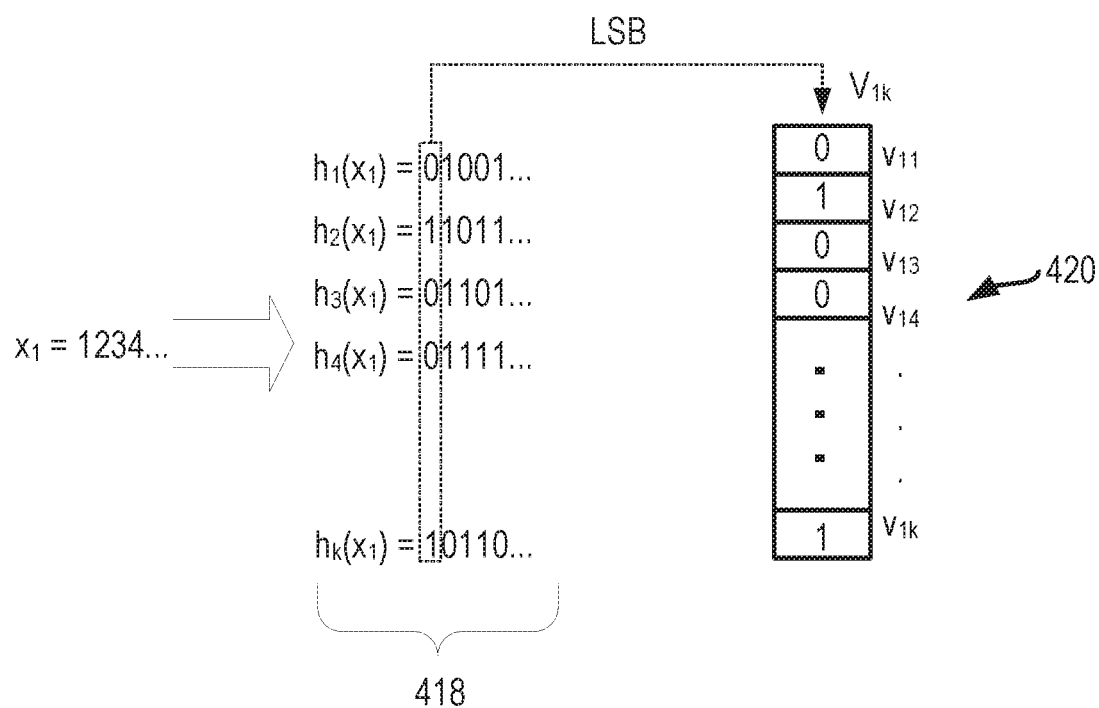 LSB
V1k
h1(x1) = 01001...
0
v11
1
v12
h2(x1) = 11011...
0
v13
h3(x1) = 01101...
0
v14
420
x1 = 1234...
h4(x1) = 01111...
hk(x1) = 10110...
1
v1k
418